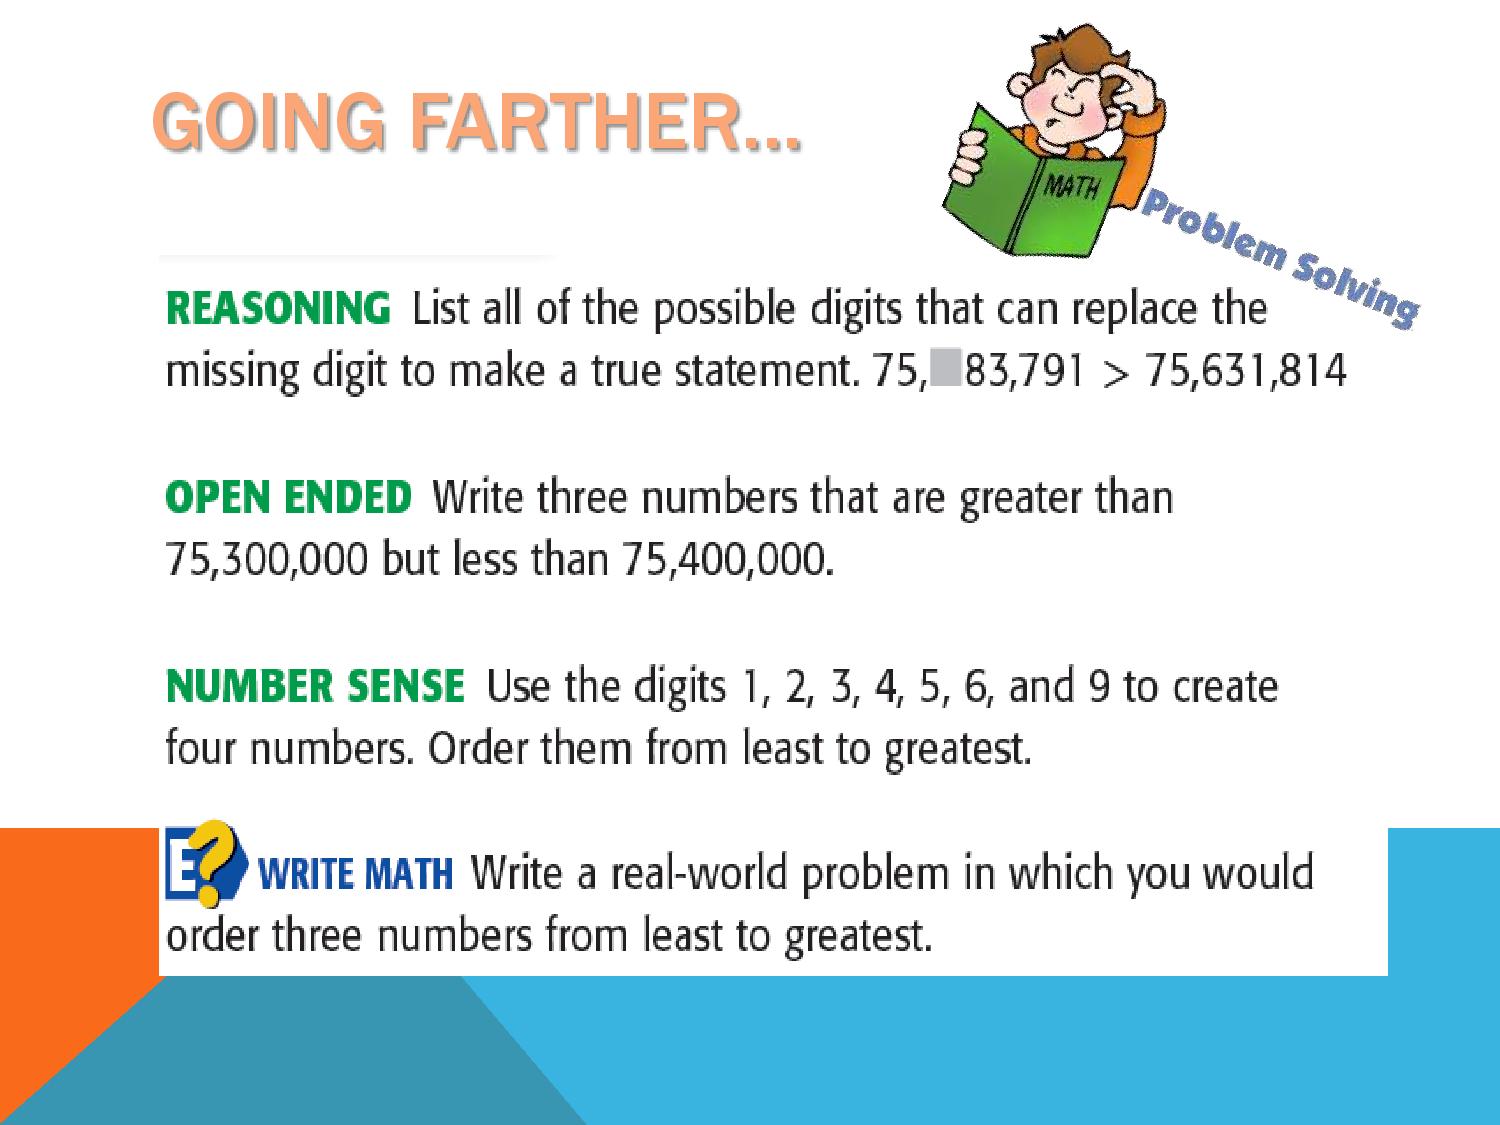 GOING FARTHER...
MATH
Problem Solving
REASONING List all of the possible digits that can replace the
missing digit to make a true statement. 75,■83,791 > 75,631,814
OPEN ENDED Write three numbers that are greater than
75,300,000 but less than 75,400,000.
NUMBER SENSE Use the digits 1, 2, 3, 4, 5, 6, and 9 to create
four numbers. Order them from least to greatest.
E? WRITE MATH Write a real-world problem in which you would
order three numbers from least to greatest.